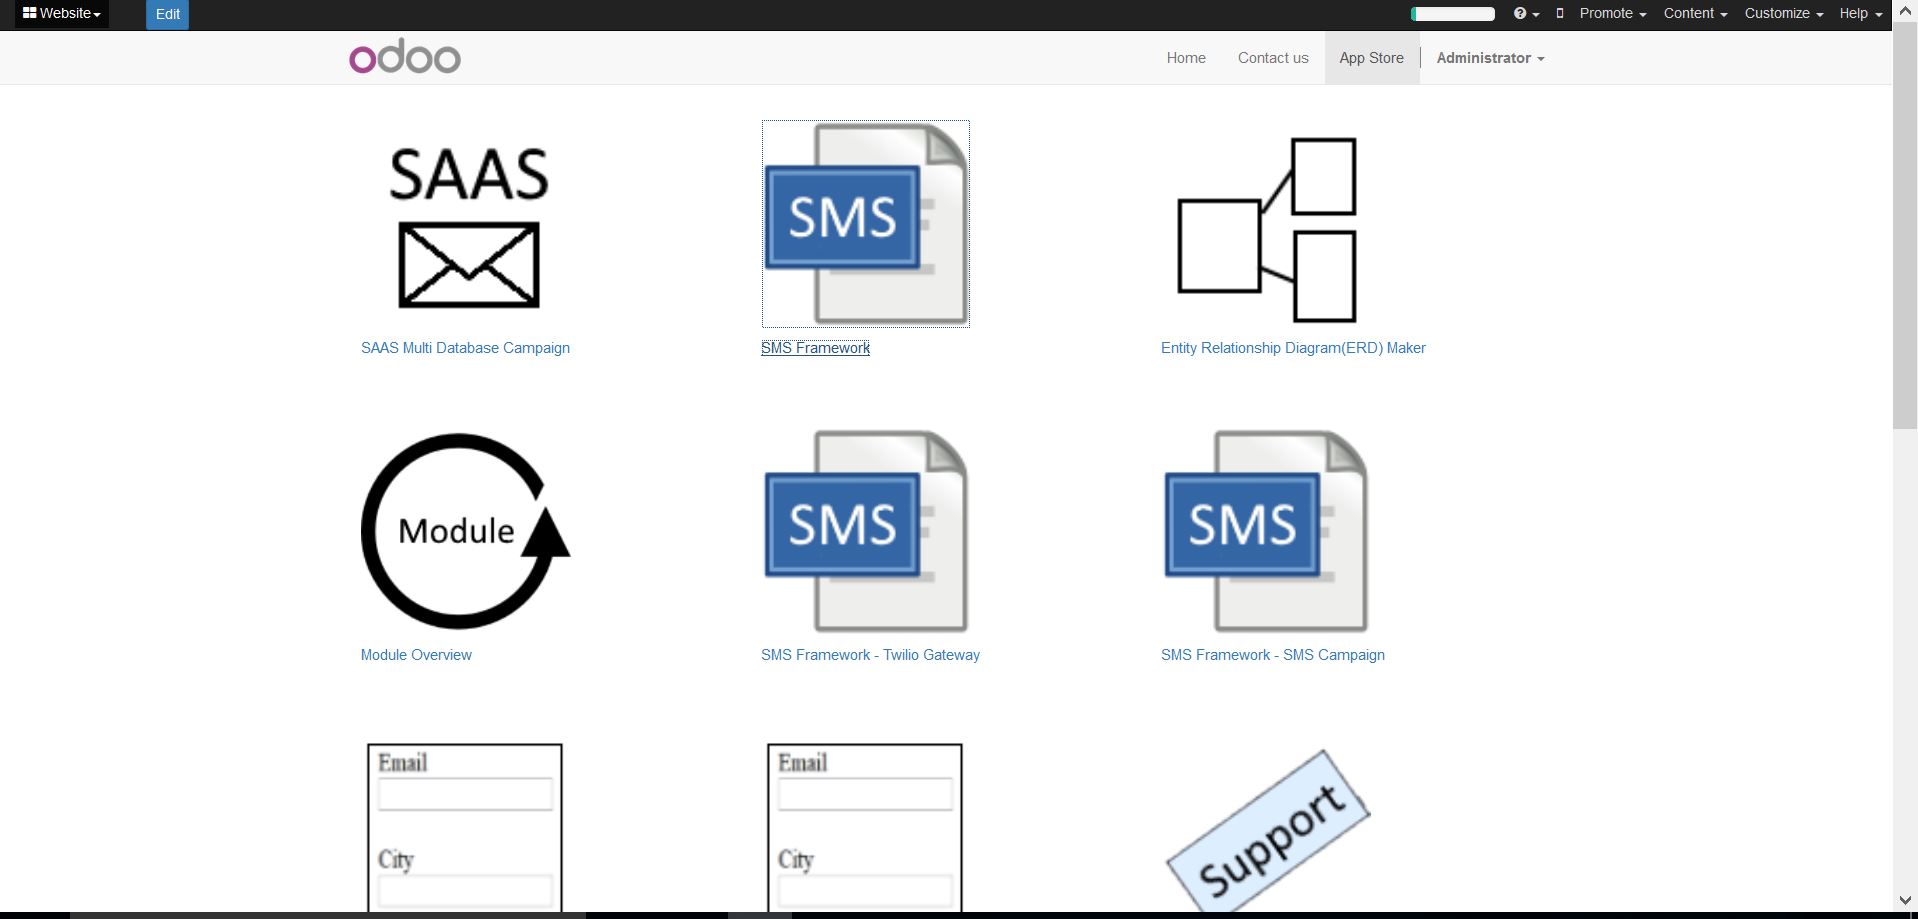 Website
Edit
Promote
Content
Customize
Help
odoo
Home
Contact us
App Store
Administrator
SAAS
SMS
SAAS Multi Database Campaign
SMS Framework
Entity Relationship Diagram(ERD) Maker
Module
SMS
SMS
Module Overview
SMS Framework - Twilio Gateway
SMS Framework - SMS Campaign
Email
City
Email
City
Support